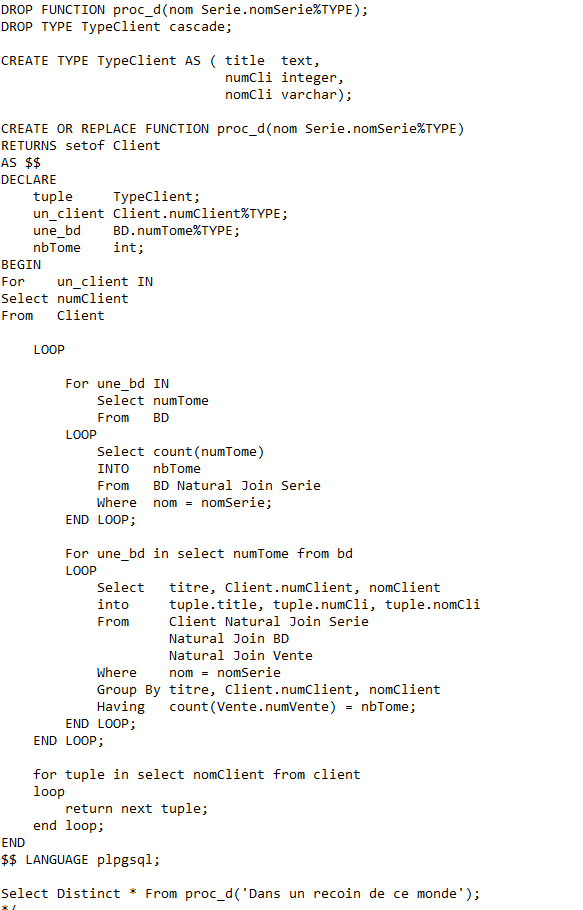 DROP FUNCTION proc_d(nom Serie.nomSerie%TYPE);
DROP TYPE TypeClient cascade;

CREATE TYPE TypeClient AS ( title  text,
                            numCli integer,
                            nomCli varchar);

CREATE OR REPLACE FUNCTION proc_d(nom Serie.nomSerie%TYPE)
RETURNS setof Client
AS $$
DECLARE
    tuple     TypeClient;
    un_client Client.numClient%TYPE;
    une_bd    BD.numTome%TYPE;
    nbTome    int;
BEGIN
For    un_client IN
Select numClient
From   Client

    LOOP

        For une_bd IN
            Select numTome
            From   BD
        LOOP
            Select count(numTome)
            INTO   nbTome
            From   BD Natural Join Serie
            Where  nom = nomSerie;
        END LOOP;

        For une_bd in select numTome from bd
        LOOP
            Select   titre, Client.numClient, nomClient
            into     tuple.title, tuple.numCli, tuple.nomCli
            From     Client Natural Join Serie
                     Natural Join BD
                     Natural Join Vente
            Where    nom = nomSerie
            Group By titre, Client.numClient, nomClient
            Having   count(Vente.numVente) = nbTome;
        END LOOP;
    END LOOP;

    for tuple in select nomClient from client
    loop
        return next tuple;
    end loop;
END
$$ LANGUAGE plpgsql;

Select Distinct * From proc_d('Dans un recoin de ce monde');
*/